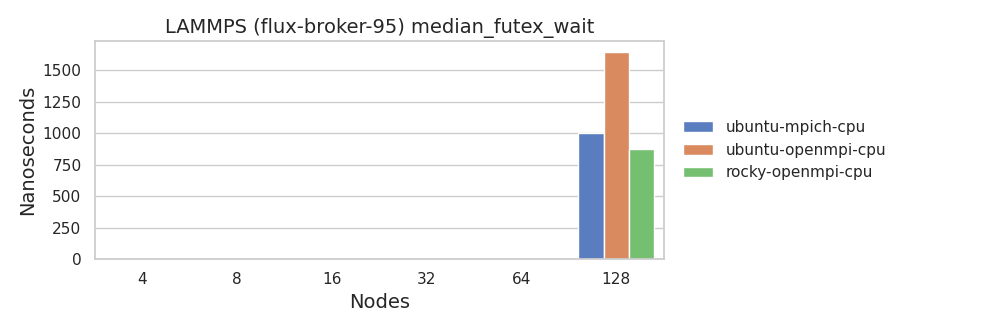 LAMMPS (flux-broker-95) median_futex_wait
Nanoseconds
1500
1250
1000
750
500
250
0
4 8 16 32 64 128
Nodes
ubuntu-mpich-cpu
ubuntu-openmpi-cpu
rocky-openmpi-cpu